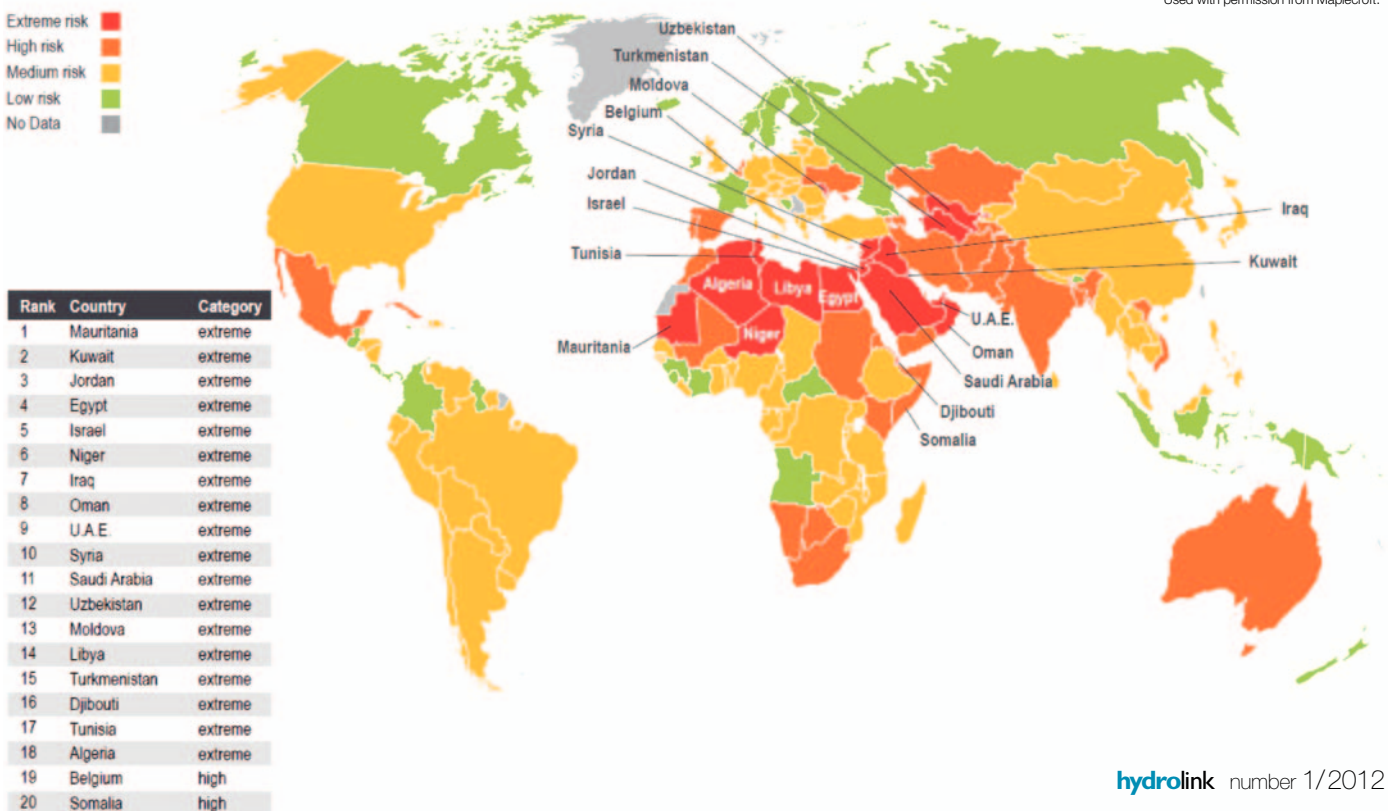 Used with permission from Maplecroft.
Extreme risk
High risk
Medium risk
Low risk
No Data
Uzbekistan
Turkmenistan
Moldova
Belgium
Syria
Jordan
Israel
Tunisia
Mauritania
Algeria
Libya
Egypt
Niger
Iraq
Kuwait
U.A.E.
Oman
Saudi Arabia
Djibouti
Somalia
Rank Country Category
1 Mauritania extreme
2 Kuwait extreme
3 Jordan extreme
4 Egypt extreme
5 Israel extreme
6 Niger extreme
7 Iraq extreme
8 Oman extreme
9 U.A.E. extreme
10 Syria extreme
11 Saudi Arabia extreme
12 Uzbekistan extreme
13 Moldova extreme
14 Libya extreme
15 Turkmenistan extreme
16 Djibouti extreme
17 Tunisia extreme
18 Algeria extreme
19 Belgium high
20 Somalia high
hydrolink number 1/2012